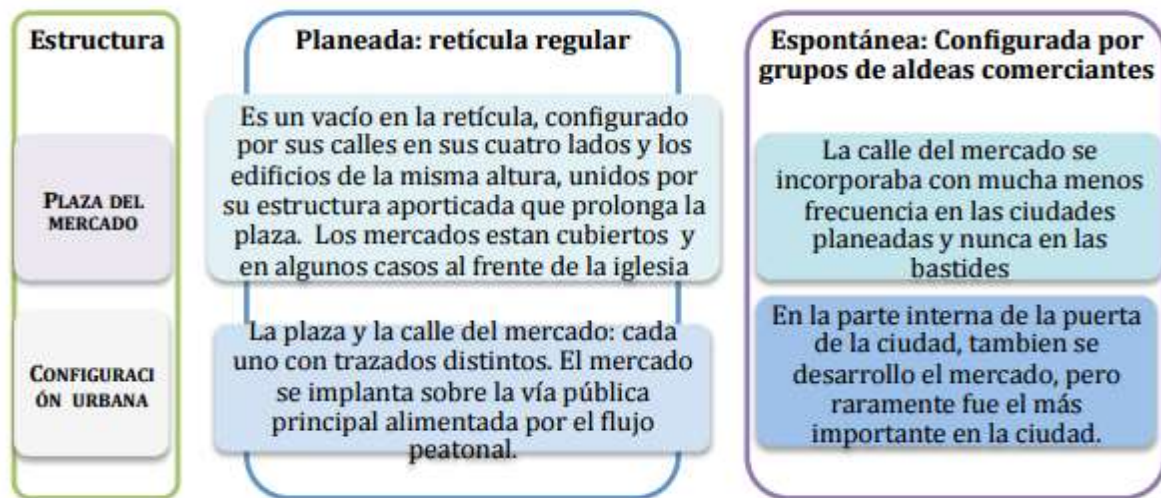 Estructura
PLAZA DEL
MERCADO
CONFIGURACI
ÓN URBANA
Planeada: retícula regular
Es un vacío en la retícula, configurado
por sus calles en sus cuatro lados y los
edificios de la misma altura, unidos por
su estructura aporticada que prolonga la
plaza. Los mercados estan cubiertos y
en algunos casos al frente de la iglesia
La plaza y la calle del mercado: cada
uno con trazados distintos. El mercado
se implanta sobre la vía pública
principal alimentada por el flujo
peatonal.
Espontánea: Configurada por
grupos de aldeas comerciantes
La calle del mercado se
incorporaba con mucha menos
frecuencia en las ciudades
planeadas y nunca en las
bastides
En la parte interna de la puerta
de la ciudad, tambien se
desarrollo el mercado, pero
raramente fue el más
importante en la ciudad.